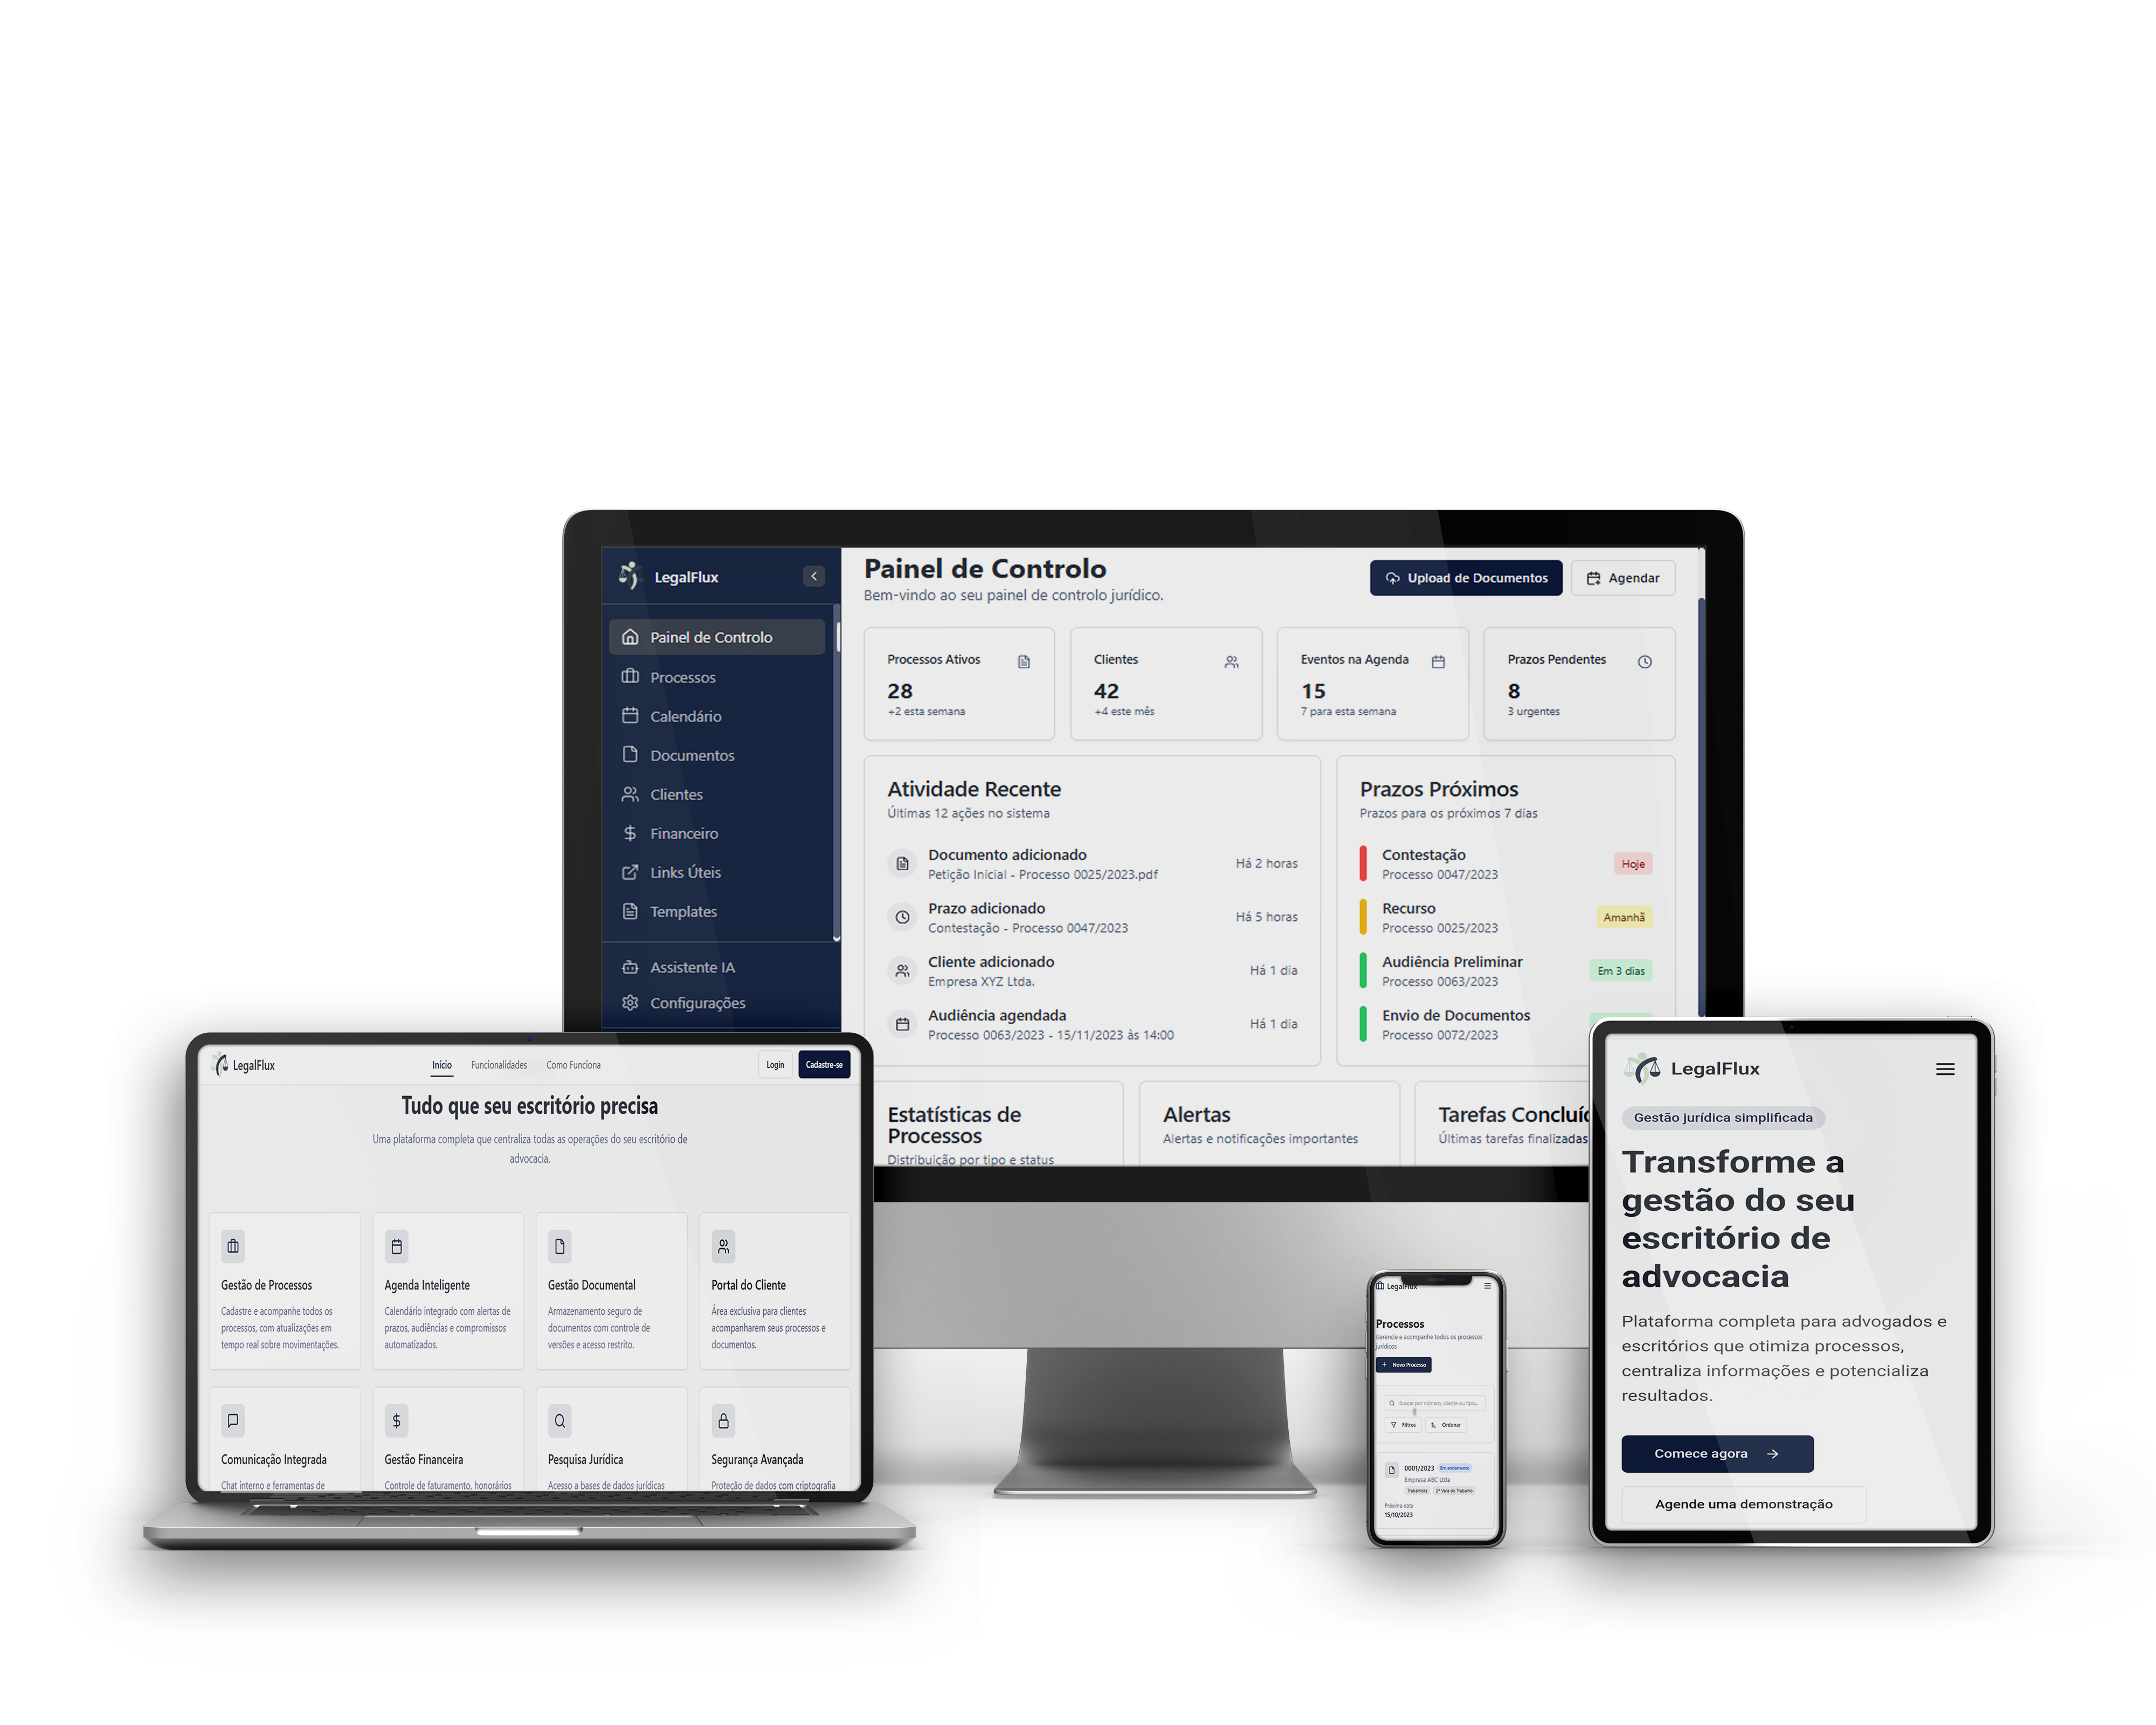 LegalFlux
Painel de Controlo
Processos
Calendário
Documentos
Clientes
Financeiro
Links Úteis
Templates
Assistente IA
Configurações
Painel de Controlo
Bem-vindo ao seu painel de controlo jurídico.
Upload de Documentos
Agendar
Processos Ativos
28
+2 esta semana
Clientes
42
+4 este mês
Eventos na Agenda
15
7 para esta semana
Prazos Pendentes
8
3 urgentes
Atividade Recente
Últimas 12 ações no sistema
Documento adicionado
Petição Inicial - Processo 0025/2023.pdf
Há 2 horas
Prazo adicionado
Contestação - Processo 0047/2023
Há 5 horas
Cliente adicionado
Empresa XYZ Ltda.
Há 1 dia
Audiência agendada
Processo 0063/2023 - 15/11/2023 às 14:00
Há 1 dia
Prazos Próximos
Prazos para os próximos 7 dias
Contestação
Processo 0047/2023
Hoje
Recurso
Processo 0025/2023
Amanhã
Audiência Preliminar
Processo 0063/2023
Em 3 dias
Envio de Documentos
Processo 0072/2023
Estatísticas de
Processos
Distribuição por tipo e status
Alertas
Alertas e notificações importantes
Tarefas Concluíd
Últimas tarefas finalizadas
LegalFlux
Início
Funcionalidades
Como Funciona
Login
Cadastre-se
Tudo que seu escritório precisa
Uma plataforma completa que centraliza todas as operações do seu escritório de
advocacia.
Gestão de Processos
Cadastre e acompanhe todos os
processos, com atualizações em
tempo real sobre movimentações.
Agenda Inteligente
Calendário integrado com alertas de
prazos, audiências e compromissos
automatizados.
Gestão Documental
Armazenamento seguro de
documentos com controle de
versões e acesso restrito.
Portal do Cliente
Área exclusiva para clientes
acompanharem seus processos e
documentos.
Comunicação Integrada
Chat interno e ferramentas de
Gestão Financeira
Controle de faturamento, honorários
Pesquisa Jurídica
Acesso a bases de dados jurídicas
Segurança Avançada
Proteção de dados com criptografia
LegalFlux
Processos
Gerencie e acompanhe todos os processos
jurídicos
+ Novo Processo
Buscar por número, cliente ou tipo...
Filtros
Ordenar
0001/2023
Em andamento
Empresa ABC Ltda
Trabalhista
2ª Vara do Trabalho
Próxima data
15/10/2023
LegalFlux
Gestão jurídica simplificada
Transforme a
gestão do seu
escritório de
advocacia
Plataforma completa para advogados e
escritórios que otimiza processos,
centraliza informações e potencializa
resultados.
Comece agora →
Agende uma demonstração